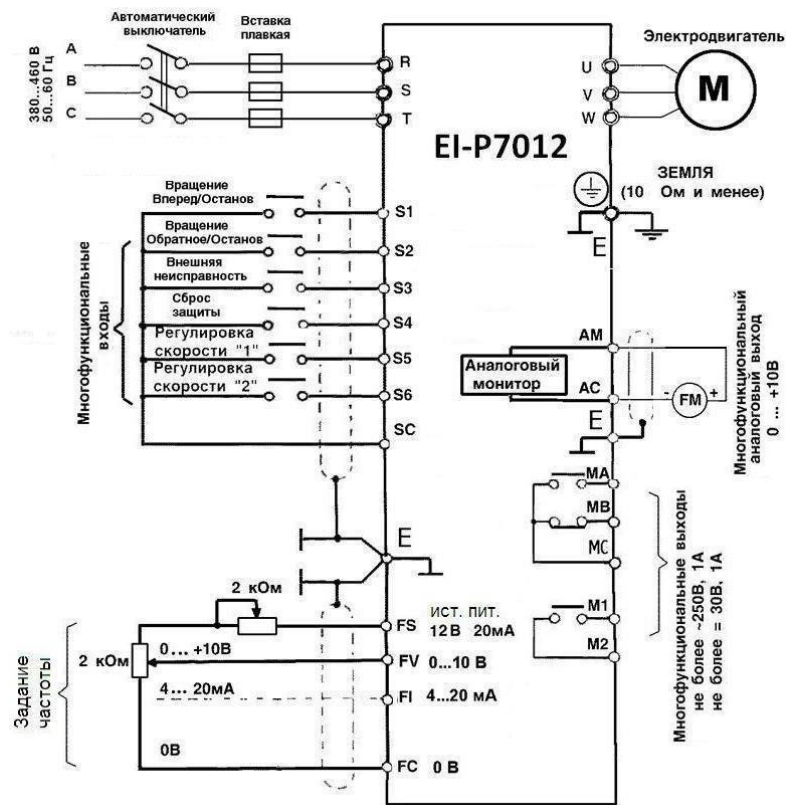 Автоматический
выключатель
Вставка
плавкая
Электродвигатель
380...460 В
50...60 Гц
A
B
C
R
S
T
U
V
W
M
EI-P7012
ЗЕМЛЯ
(10 Ом и менее)
E
Многофункциональные
входы
Вращение
Вперед/Останов
S1
Вращение
Обратное/Останов
S2
Внешняя
неисправность
S3
Сброс
защиты
S4
Регулировка
скорости "1"
S5
Регулировка
скорости "2"
S6
SC
AM
Аналоговый
монитор
AC
- FM +
E
Многофункциональный
аналоговый выход
0 ... +10В
MA
MB
MC
M1
M2
Многофункциональные выходы
не более ~250В, 1А
не более = 30В, 1А
E
Задание
частоты
2 кОм
2 кОм
0... +10В
4... 20мА
0В
FS
ИСТ. ПИТ.
12В 20мА
FV 0...10 В
FI 4...20 мА
FC 0 В